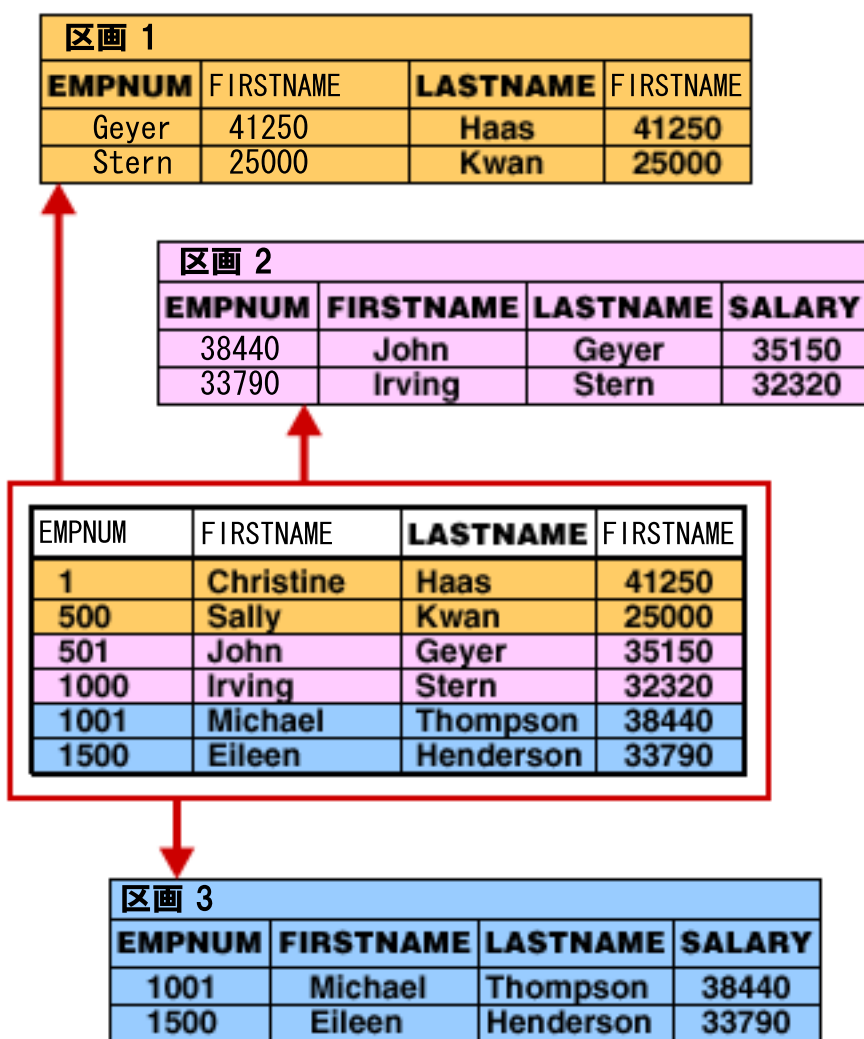 区画 1
EMPNUM FIRSTNAME LASTNAME FIRSTNAME
Geyer 41250 Haas 41250
Stern 25000 Kwan 25000
区画 2
EMPNUM FIRSTNAME LASTNAME SALARY
38440 John Geyer 35150
33790 Irving Stern 32320
EMPNUM FIRSTNAME LASTNAME FIRSTNAME
1 Christine Haas 41250
500 Sally Kwan 25000
501 John Geyer 35150
1000 Irving Stern 32320
1001 Michael Thompson 38440
1500 Eileen Henderson 33790
区画 3
EMPNUM FIRSTNAME LASTNAME SALARY
1001 Michael Thompson 38440
1500 Eileen Henderson 33790